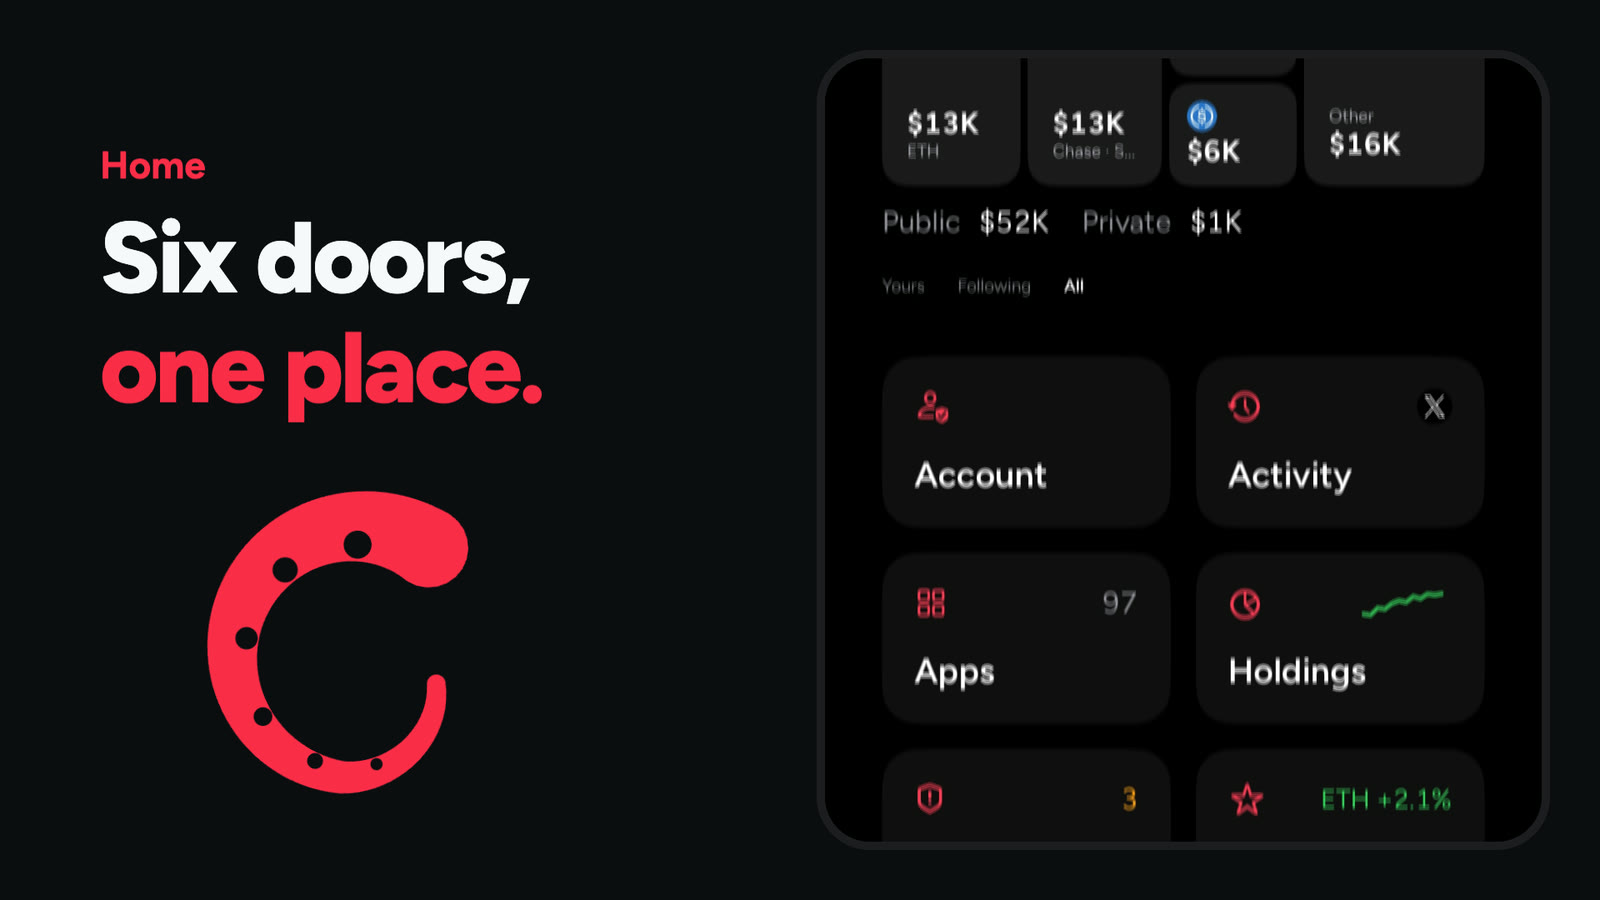 Home
Six doors,
one place.
$13K
ETH
$13K
Chase · S...
$6K
Other
$16K
Public $52K Private $1K
Yours Following All
Account
Activity
97
Apps
Holdings
3
ETH +2.1%